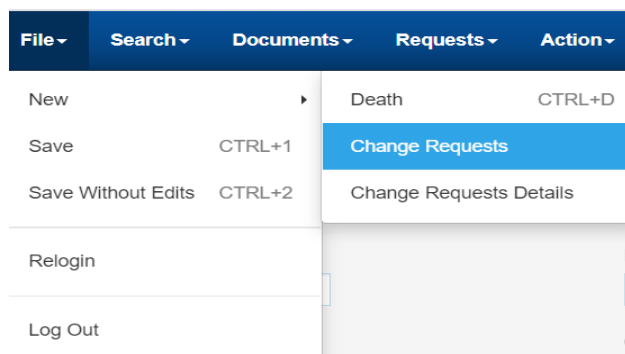 File Search Documents Requests Action
New Death CTRL+D
Save CTRL+1 Change Requests
Save Without Edits CTRL+2 Change Requests Details
Relogin
Log Out